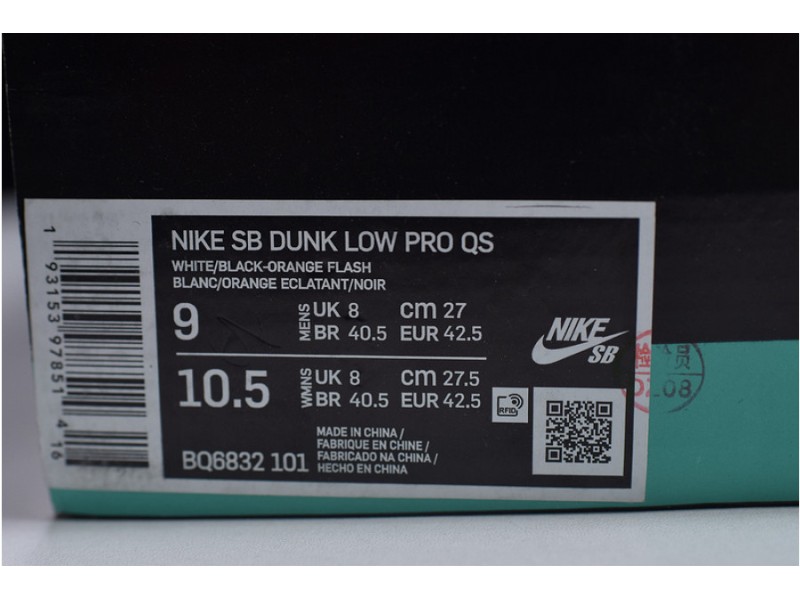 NIKE SB DUNK LOW PRO QS
WHITE/BLACK-ORANGE FLASH
BLANC/ORANGE ECLATANT/NOIR
9 MENS UK 8 cm 27
BR 40.5 EUR 42.5
10.5 WMNS UK 8 cm 27.5
BR 40.5 EUR 42.5
BQ6832 101
MADE IN CHINA /
FABRIQUE EN CHINE /
FABRICADO NA CHINA /
HECHO EN CHINA
RFID
NIKE
SB
1 93153 97851 4 16
员
08